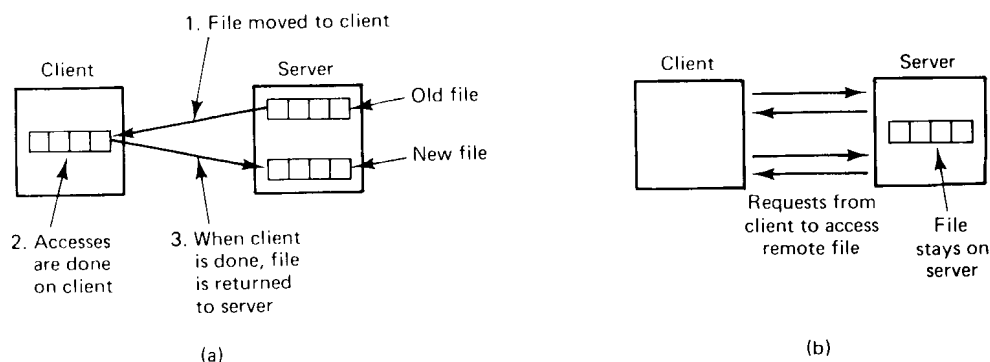 1. File moved to client
Client
Server
Old file
New file
2. Accesses
are done
on client
3. When client
is done, file
is returned
to server
(a)
Client
Server
Requests from
client to access
remote file
File
stays on
server
(b)